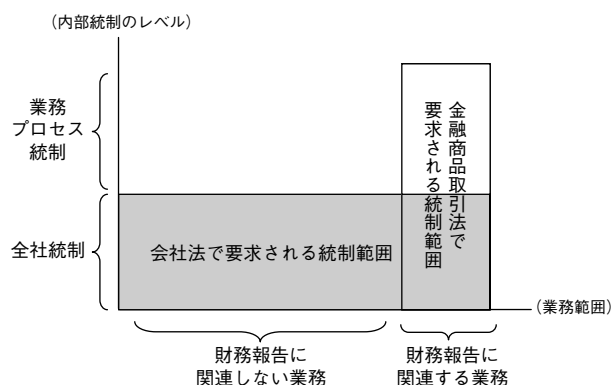 （内部統制のレベル）
業務
プロセス
統制
金融商品取引法で
要求される統制範囲
全社統制
会社法で要求される統制範囲
（業務範囲）
財務報告に
関連しない業務
財務報告に
関連する業務